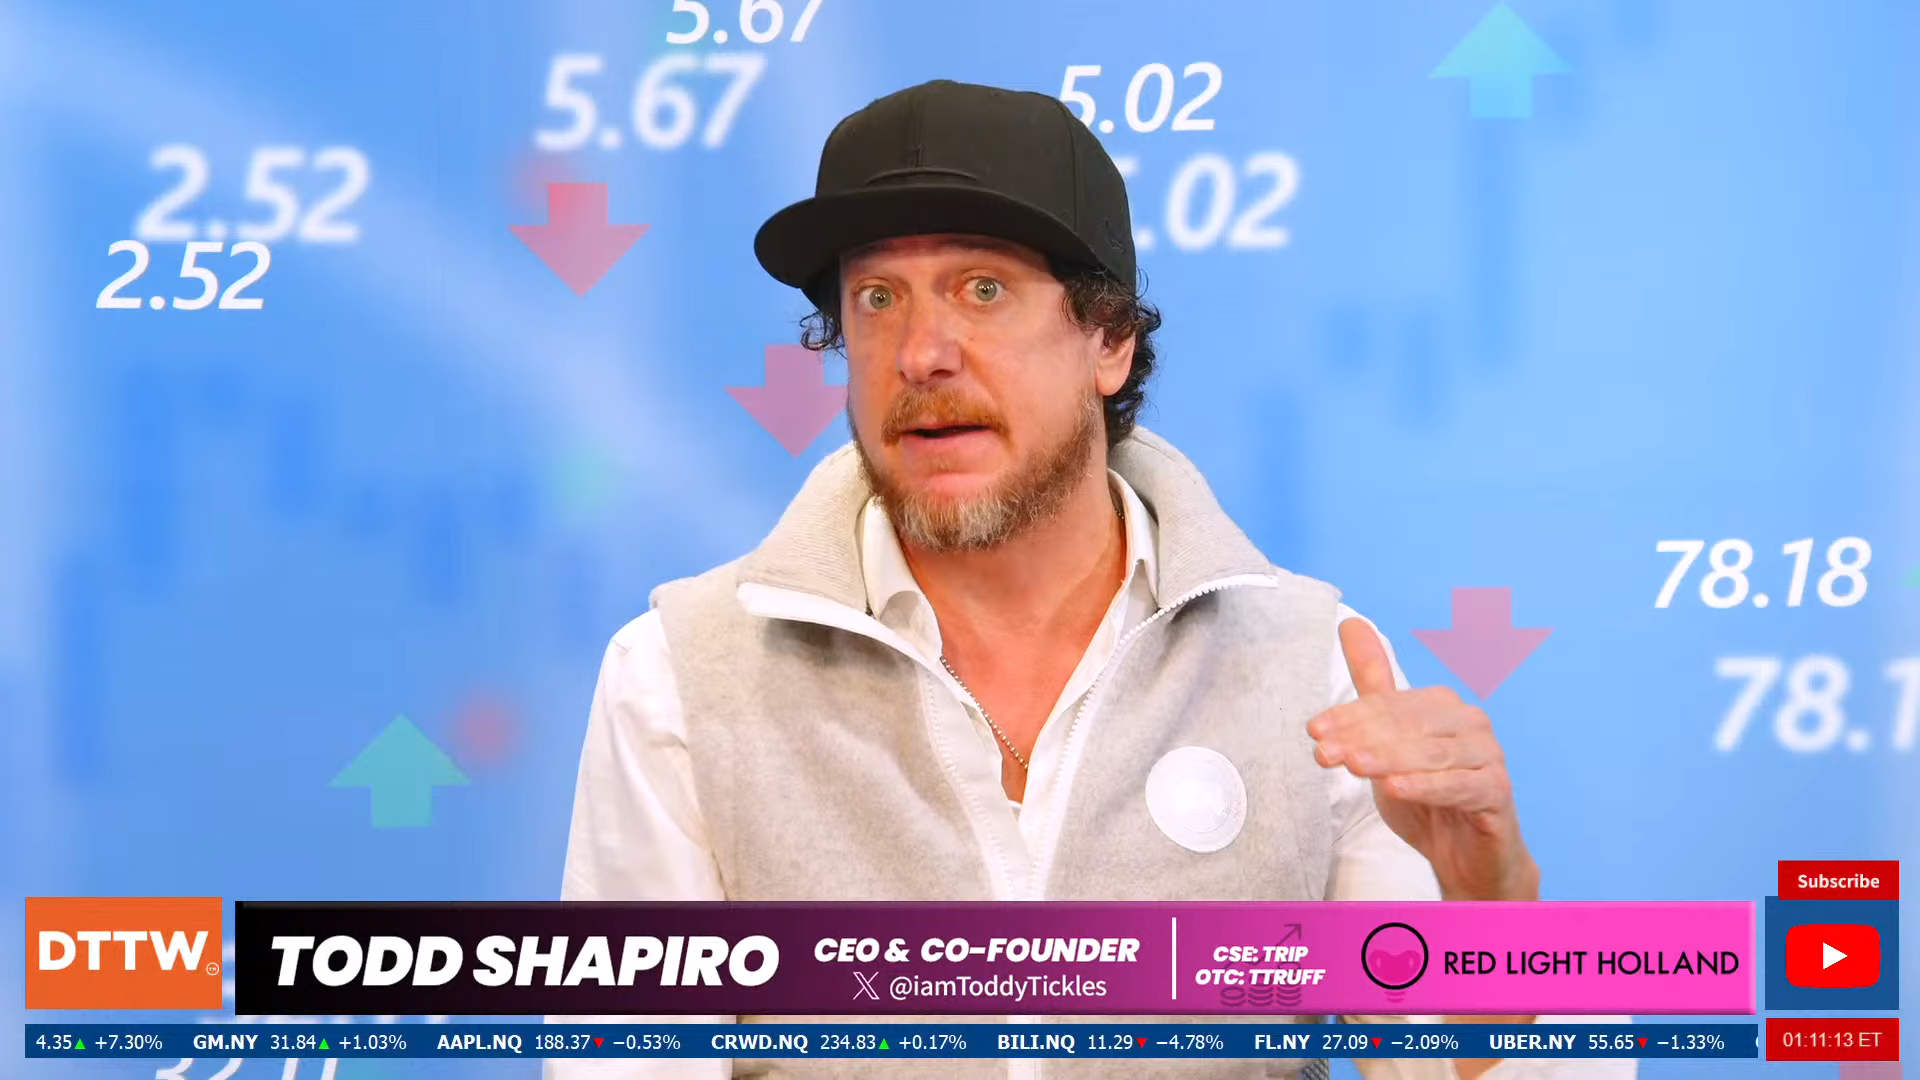 5.67
5.67
5.02
5.02
2.52
2.52
78.18
78.1
Subscribe
DTTW
TODD SHAPIRO
CEO & CO-FOUNDER
X @iamToddyTickles
CSE: TRIP
OTC: TTRUFF
RED LIGHT HOLLAND
4.35▲ +7.30% GM.NY 31.84▲ +1.03% AAPL.NQ 188.37▼ −0.53% CRWD.NQ 234.83▲ +0.17% BILI.NQ 11.29▼ −4.78% FL.NY 27.09▼ −2.09% UBER.NY 55.65▼ −1.33%
01:11:13 ET